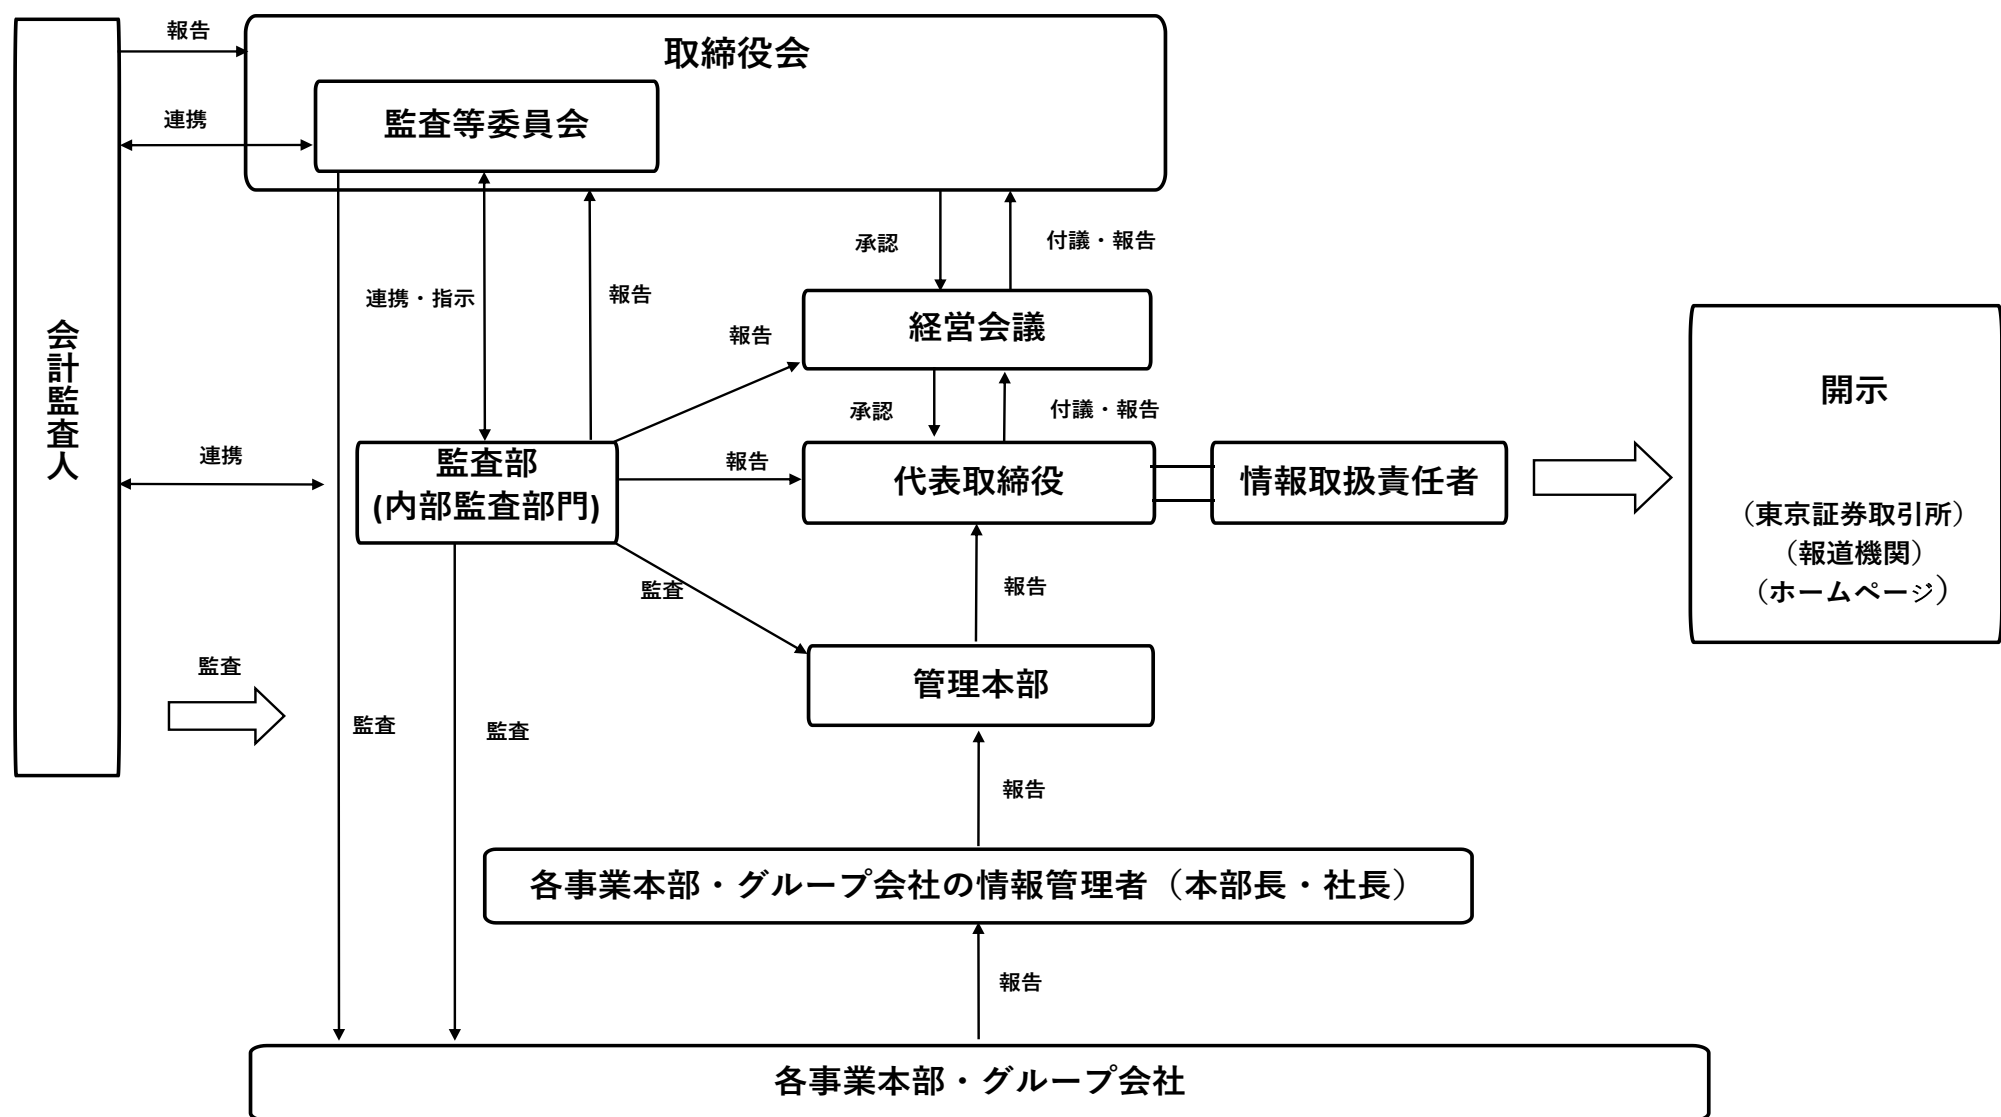 報告
取締役会
監査等委員会
連携
承認
付議・報告
連携・指示
報告
報告
経営会議
会計監査人
開示
承認
付議・報告
連携
監査部
(内部監査部門)
報告
代表取締役
情報取扱責任者
（東京証券取引所）
（報道機関）
（ホームページ）
監査
報告
監査
管理本部
監査
監査
報告
各事業本部・グループ会社の情報管理者（本部長・社長）
報告
各事業本部・グループ会社